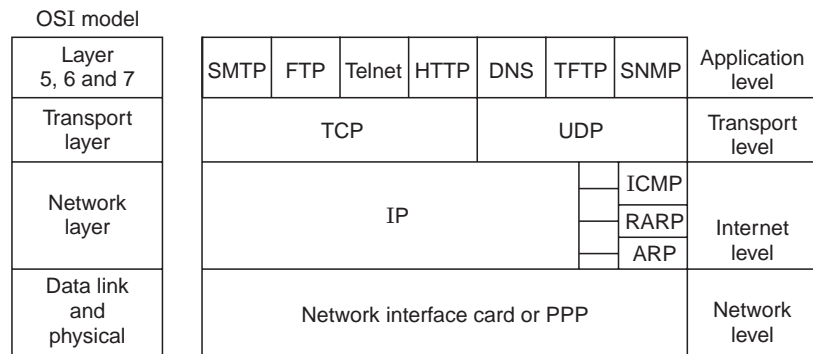 OSI model
Layer
5, 6 and 7
SMTP FTP Telnet HTTP DNS TFTP SNMP
Application
level
Transport
layer
TCP UDP
Transport
level
Network
layer
IP
ICMP
RARP
ARP
Internet
level
Data link
and
physical
Network interface card or PPP
Network
level